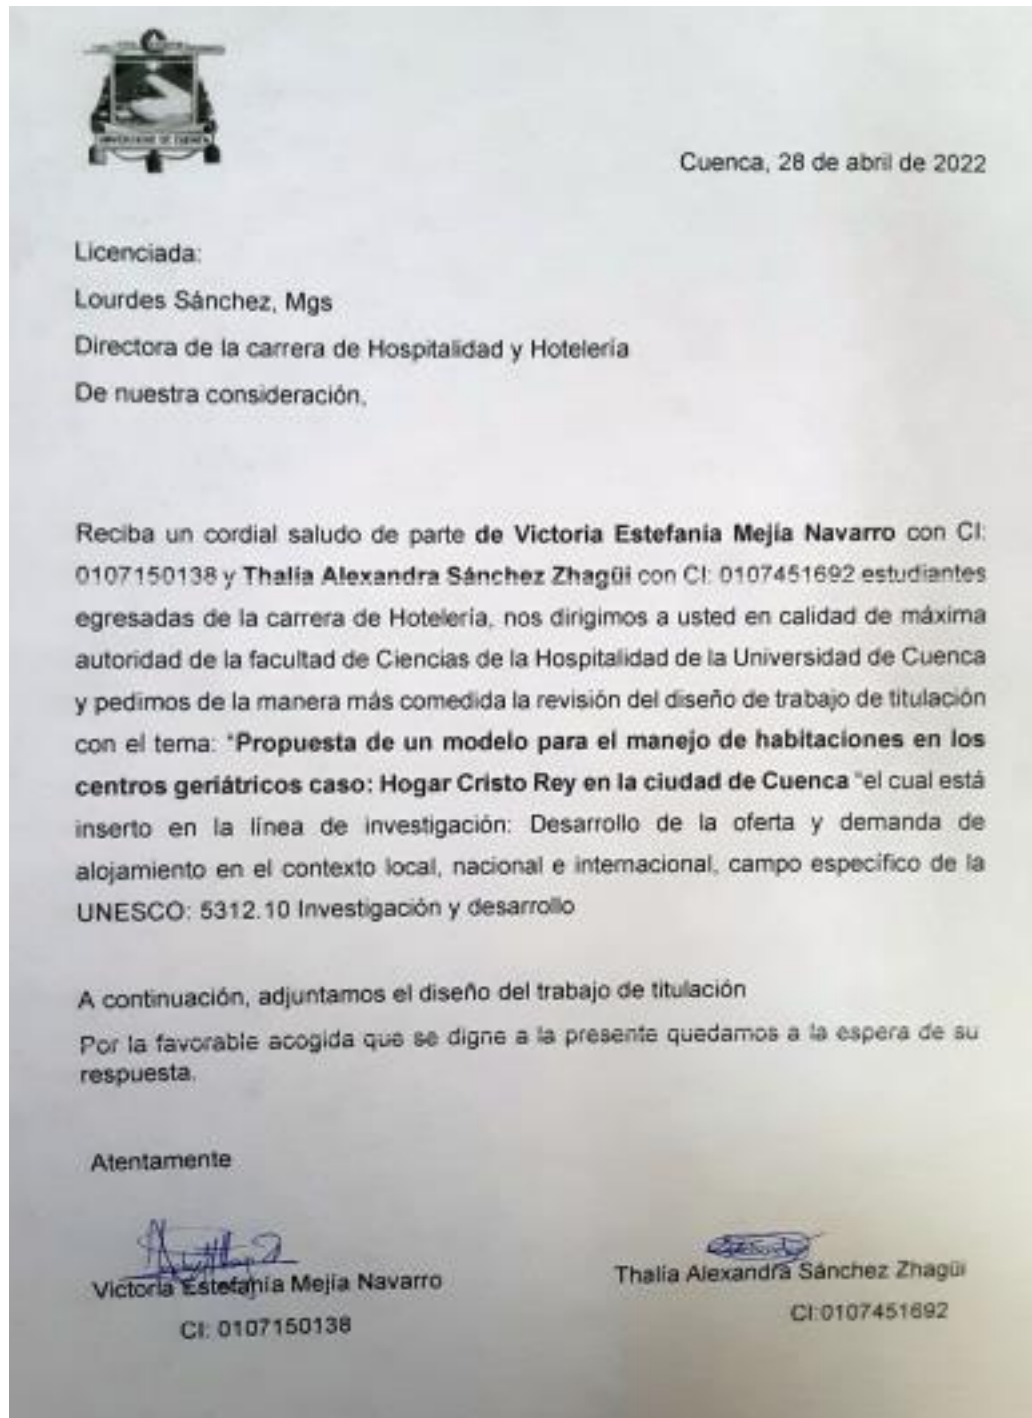 UNIVERSIDAD DE CUENCA
Cuenca, 28 de abril de 2022
Licenciada:
Lourdes Sánchez, Mgs
Directora de la carrera de Hospitalidad y Hotelería
De nuestra consideración,
Reciba un cordial saludo de parte de Victoria Estefanía Mejía Navarro con CI:
0107150138 y Thalía Alexandra Sánchez Zhagüi con CI: 0107451692 estudiantes
egresadas de la carrera de Hotelería, nos dirigimos a usted en calidad de máxima
autoridad de la facultad de Ciencias de la Hospitalidad de la Universidad de Cuenca
y pedimos de la manera más comedida la revisión del diseño de trabajo de titulación
con el tema: "Propuesta de un modelo para el manejo de habitaciones en los
centros geriátricos caso: Hogar Cristo Rey en la ciudad de Cuenca "el cual está
inserto en la línea de investigación: Desarrollo de la oferta y demanda de
alojamiento en el contexto local, nacional e internacional, campo específico de la
UNESCO: 5312.10 Investigación y desarrollo
A continuación, adjuntamos el diseño del trabajo de titulación
Por la favorable acogida que se digne a la presente quedamos a la espera de su
respuesta.
Atentamente
Victoria Estefanía Mejía Navarro
CI: 0107150138
Thalía Alexandra Sánchez Zhagüi
CI:0107451692